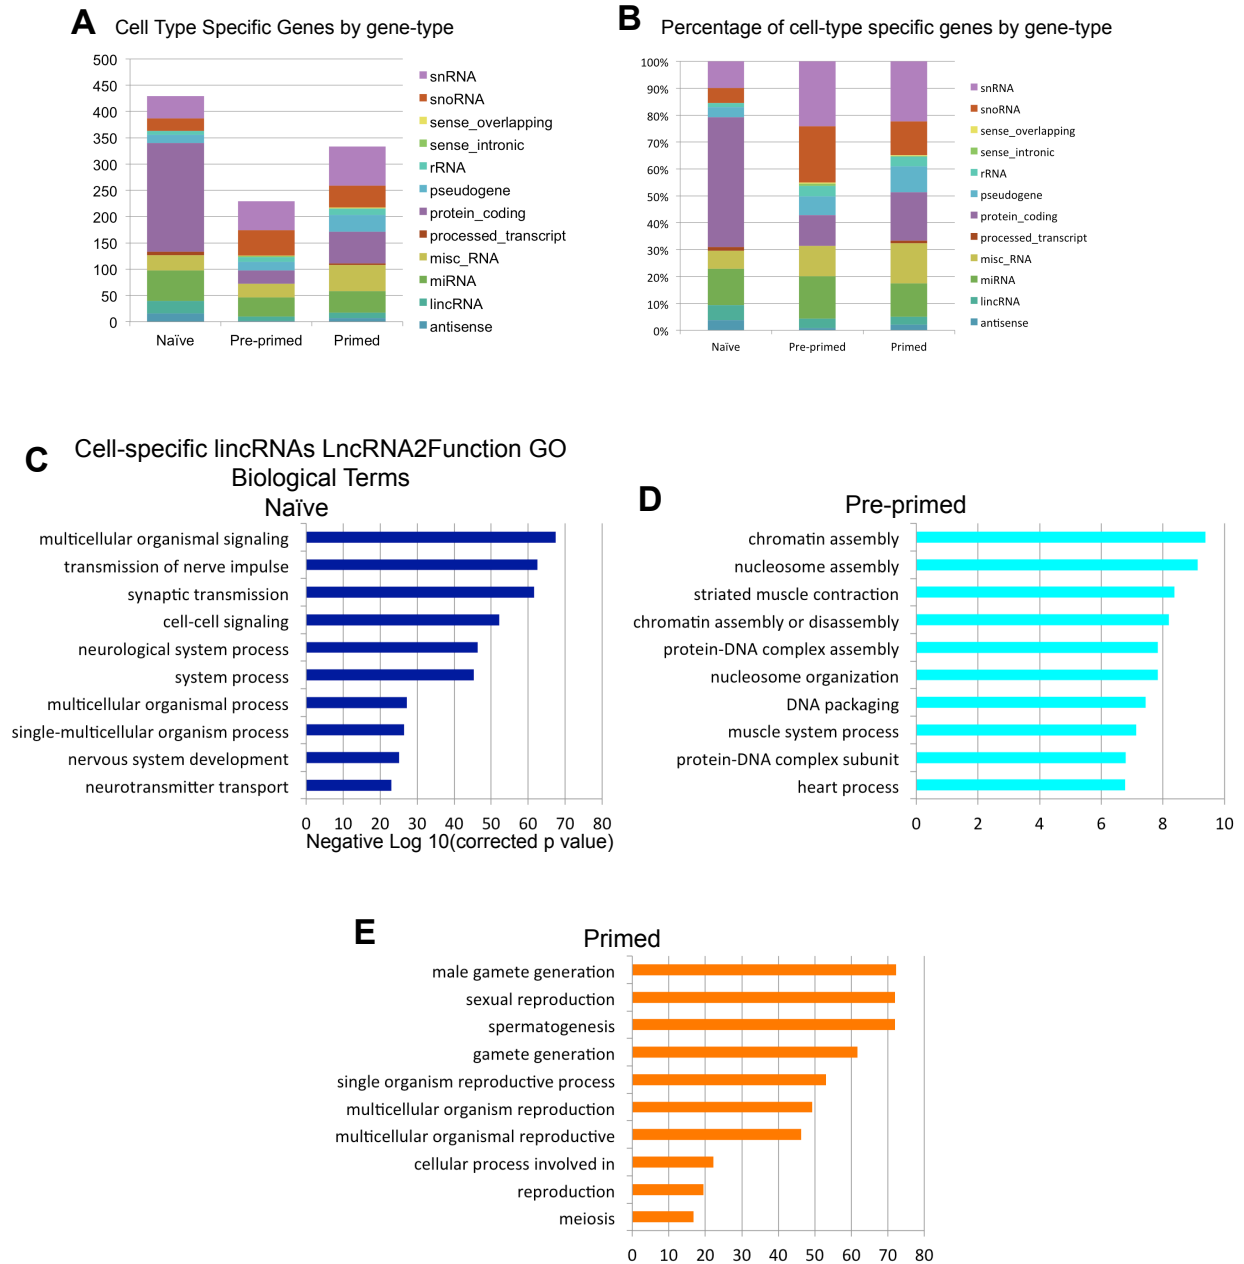 A
Cell Type Specific Genes by gene-type
500
450
400
350
300
250
200
150
100
50
0
Naïve
Pre-primed
Primed
snRNA
snoRNA
sense_overlapping
sense_intronic
rRNA
pseudogene
protein_coding
processed_transcript
misc_RNA
miRNA
lincRNA
antisense
B
Percentage of cell-type specific genes by gene-type
100%
90%
80%
70%
60%
50%
40%
30%
20%
10%
0%
Naïve
Pre-primed
Primed
snRNA
snoRNA
sense_overlapping
sense_intronic
rRNA
pseudogene
protein_coding
processed_transcript
misc_RNA
miRNA
lincRNA
antisense
C
Cell-specific lincRNAs LncRNA2Function GO
Biological Terms
Naïve
multicellular organismal signaling
transmission of nerve impulse
synaptic transmission
cell-cell signaling
neurological system process
system process
multicellular organismal process
single-multicellular organism process
nervous system development
neurotransmitter transport
0 10 20 30 40 50 60 70 80
Negative Log 10(corrected p value)
D
Pre-primed
chromatin assembly
nucleosome assembly
striated muscle contraction
chromatin assembly or disassembly
protein-DNA complex assembly
nucleosome organization
DNA packaging
muscle system process
protein-DNA complex subunit
heart process
0 2 4 6 8 10
E
Primed
male gamete generation
sexual reproduction
spermatogenesis
gamete generation
single organism reproductive process
multicellular organism reproduction
multicellular organismal reproductive
cellular process involved in
reproduction
meiosis
0 10 20 30 40 50 60 70 80